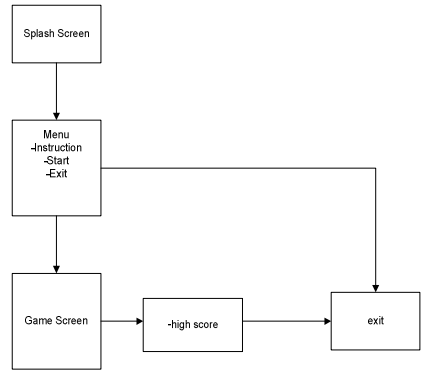 Splash Screen
Menu
-Instruction
-Start
-Exit
Game Screen
-high score
exit